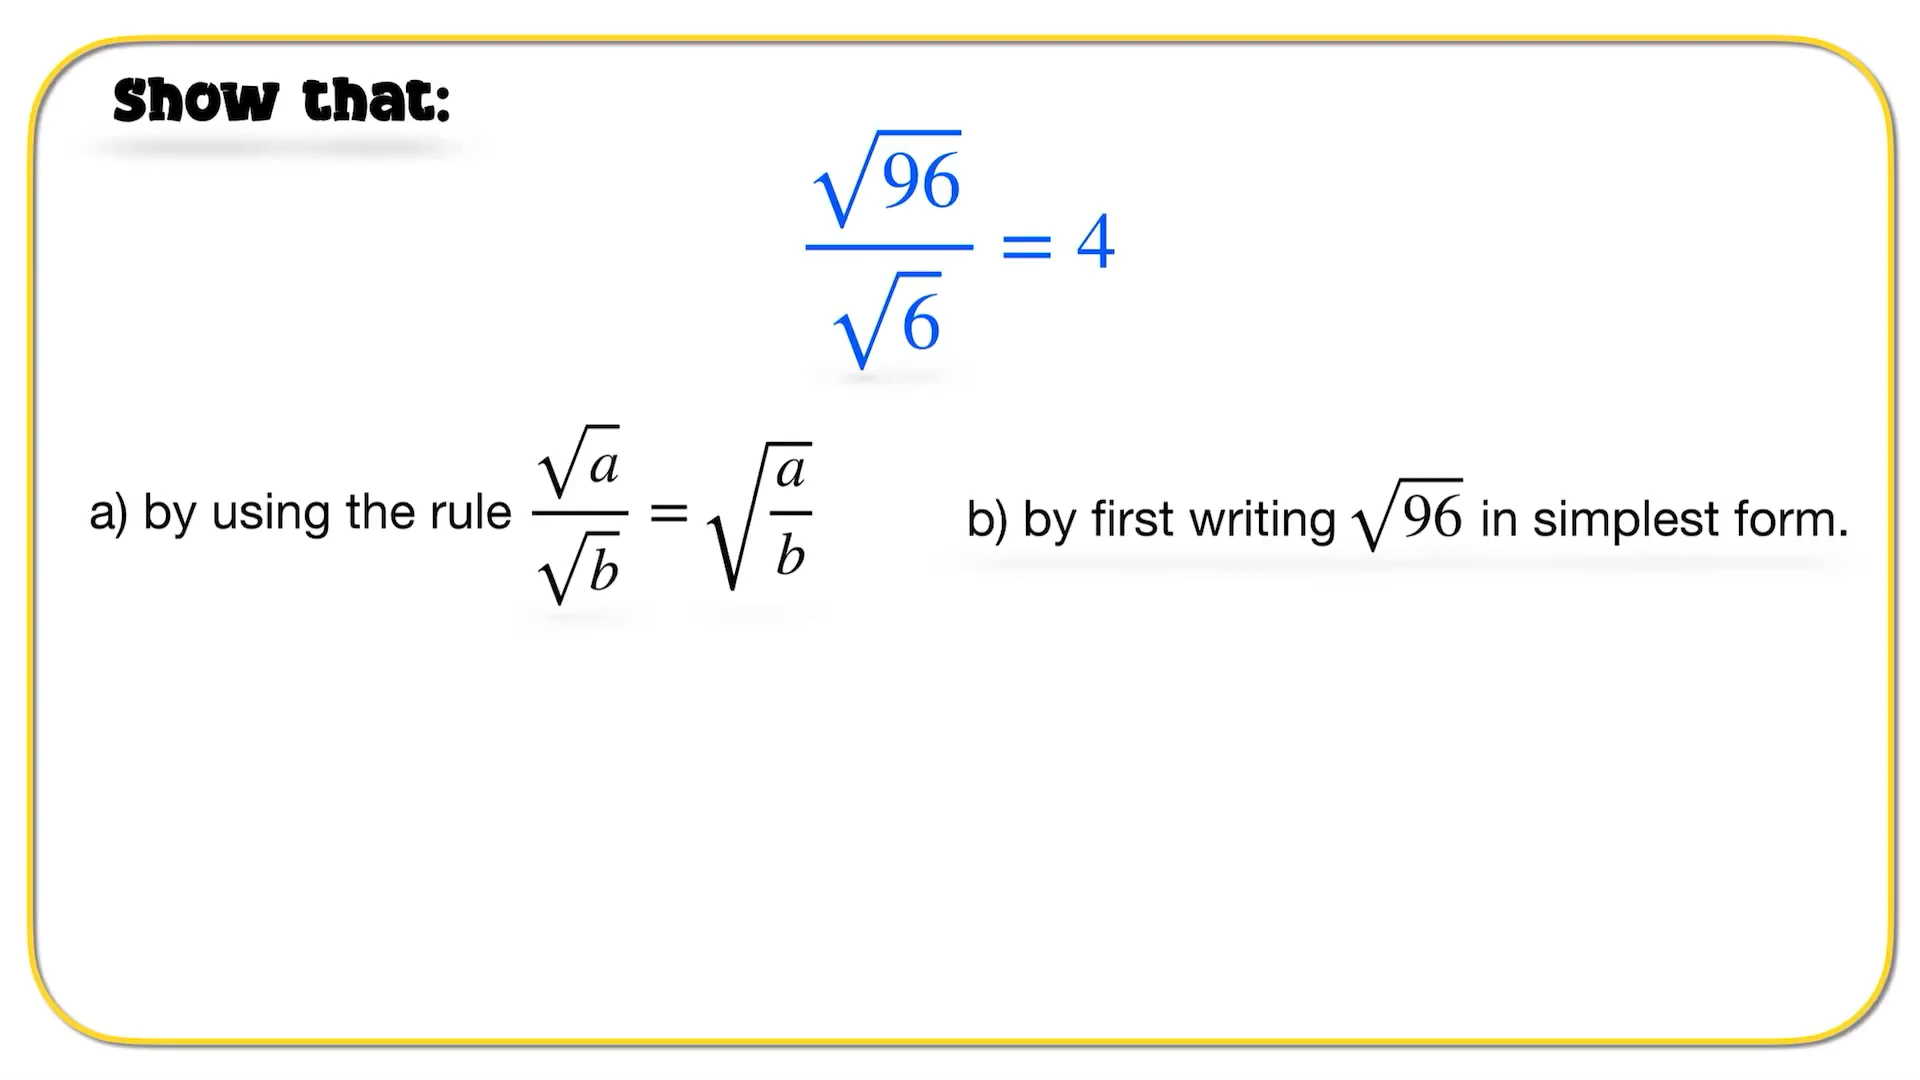 Show that:
√96 / √6 = 4
a) by using the rule √a / √b = √(a/b)
b) by first writing √96 in simplest form.